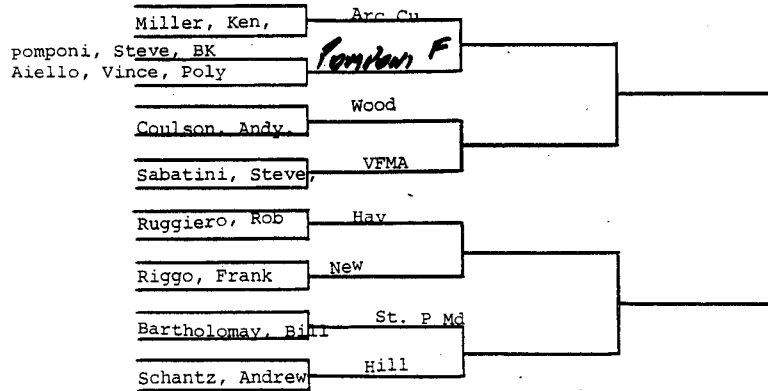 Miller, Ken, Arc Cu
pomponi, Steve, BK
Aiello, Vince, Poly Pomponi F
Coulson, Andy, Wood
Sabatini, Steve, VFMA
Ruggiero, Rob Hav
Riggo, Frank New
Bartholomay, Bill St. P Md
Schantz, Andrew Hill